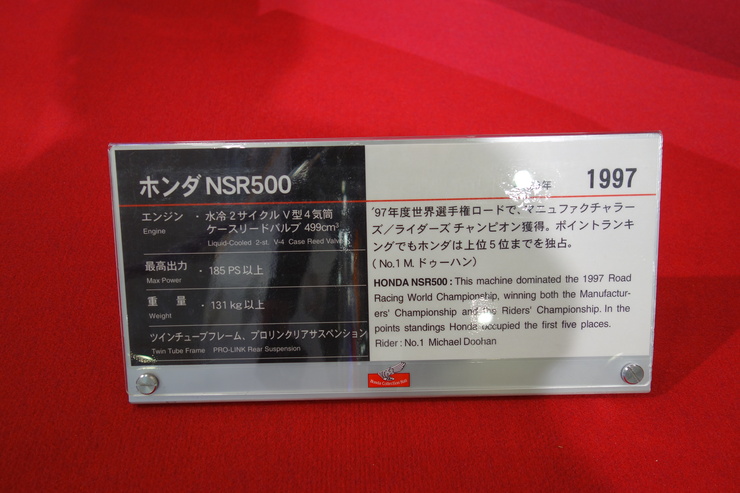 ホンダ NSR500
エンジン ・ 水冷2サイクル V型4気筒
Engine ケースリードバルブ 499cm³
Liquid-Cooled 2-st. V-4 Case Reed Valve
最高出力 ・ 185 PS以上
Max Power
重 量 ・ 131 kg以上
Weight
ツインチューブフレーム、プロリンクリアサスペンション
Twin Tube Frame PRO-LINK Rear Suspension
年 1997
'97年度世界選手権ロードで、マニュファクチャラー
ズ／ライダーズ チャンピオン獲得。ポイントランキ
ングでもホンダは上位5位までを独占。
（No.1 M. ドゥーハン）
HONDA NSR500 : This machine dominated the 1997 Road
Racing World Championship, winning both the Manufactur-
ers' Championship and the Riders' Championship. In the
points standings Honda occupied the first five places.
Rider : No.1 Michael Doohan
Honda Collection Hall